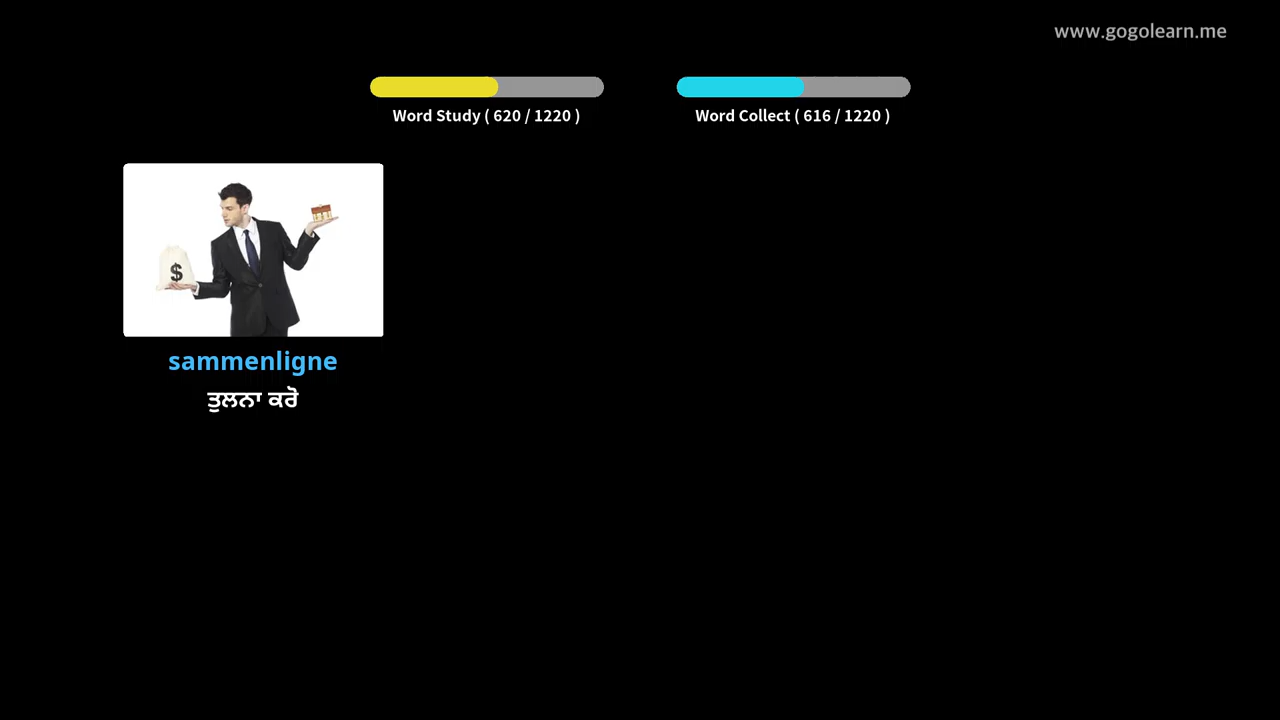 www.gogolearn.me
Word Study ( 620 / 1220 )
Word Collect ( 616 / 1220 )
$
sammenligne
ਤੁਲਨਾ ਕਰੋ